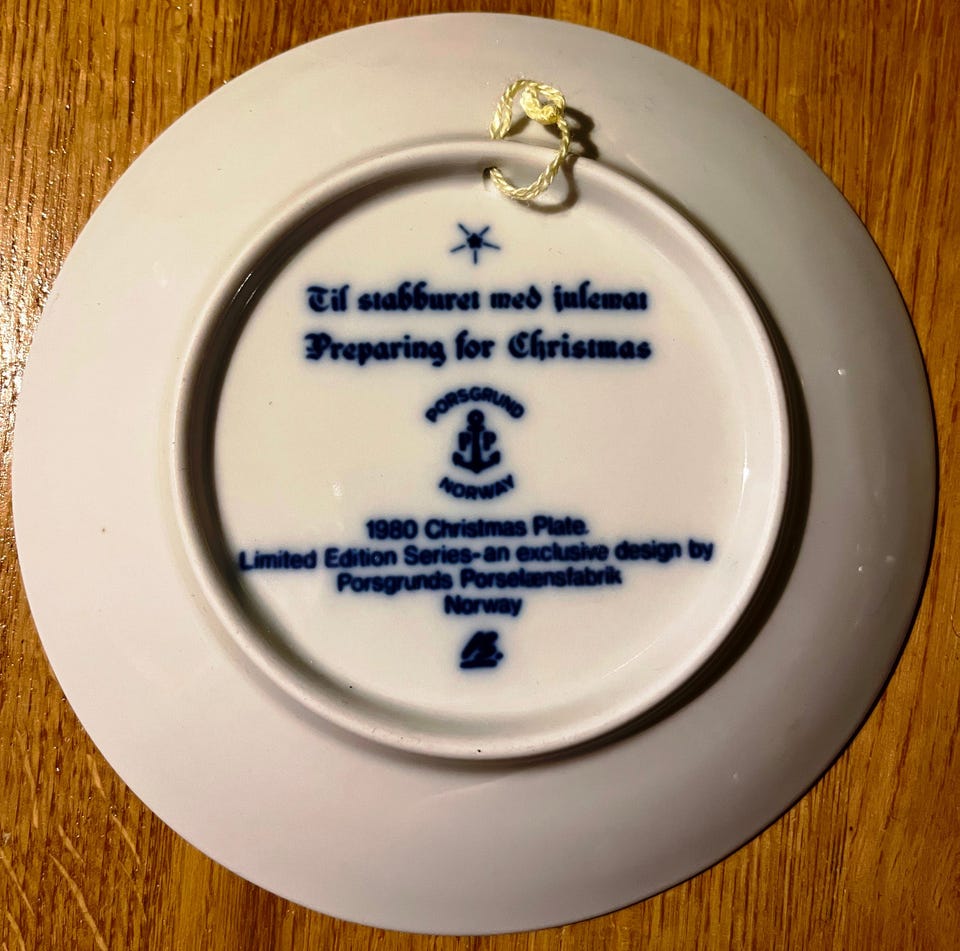 Til stabburet med julemat
Preparing for Christmas
PORSGRUND
P P
NORWAY
1980 Christmas Plate.
Limited Edition Series-an exclusive design by
Porsgrunds Porselænsfabrik
Norway